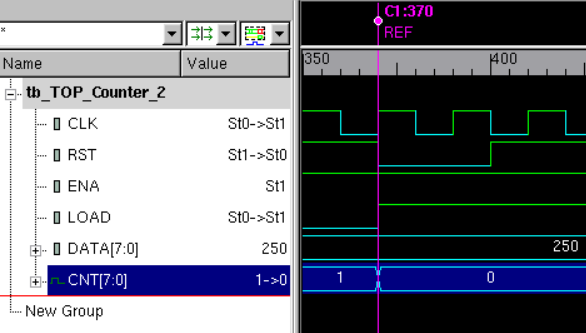 C1:370
REF
*
Name Value 350 400
tb_TOP_Counter_2
CLK St0->St1
RST St1->St0
ENA St1
LOAD St0->St1
DATA[7:0] 250 250
CNT[7:0] 1->0 1 0
New Group